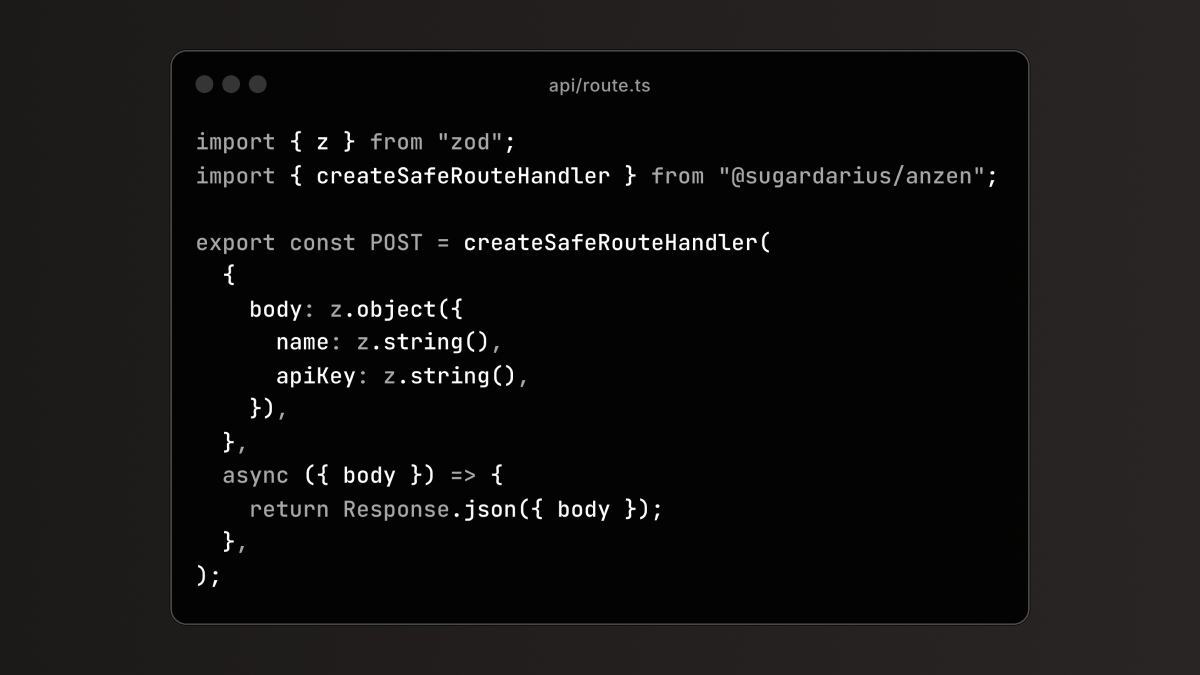 api/route.ts
import { z } from "zod";
import { createSafeRouteHandler } from "@sugardarius/anzen";
export const POST = createSafeRouteHandler(
  {
    body: z.object({
      name: z.string(),
      apiKey: z.string(),
    }),
  },
  async ({ body }) => {
    return Response.json({ body });
  },
);